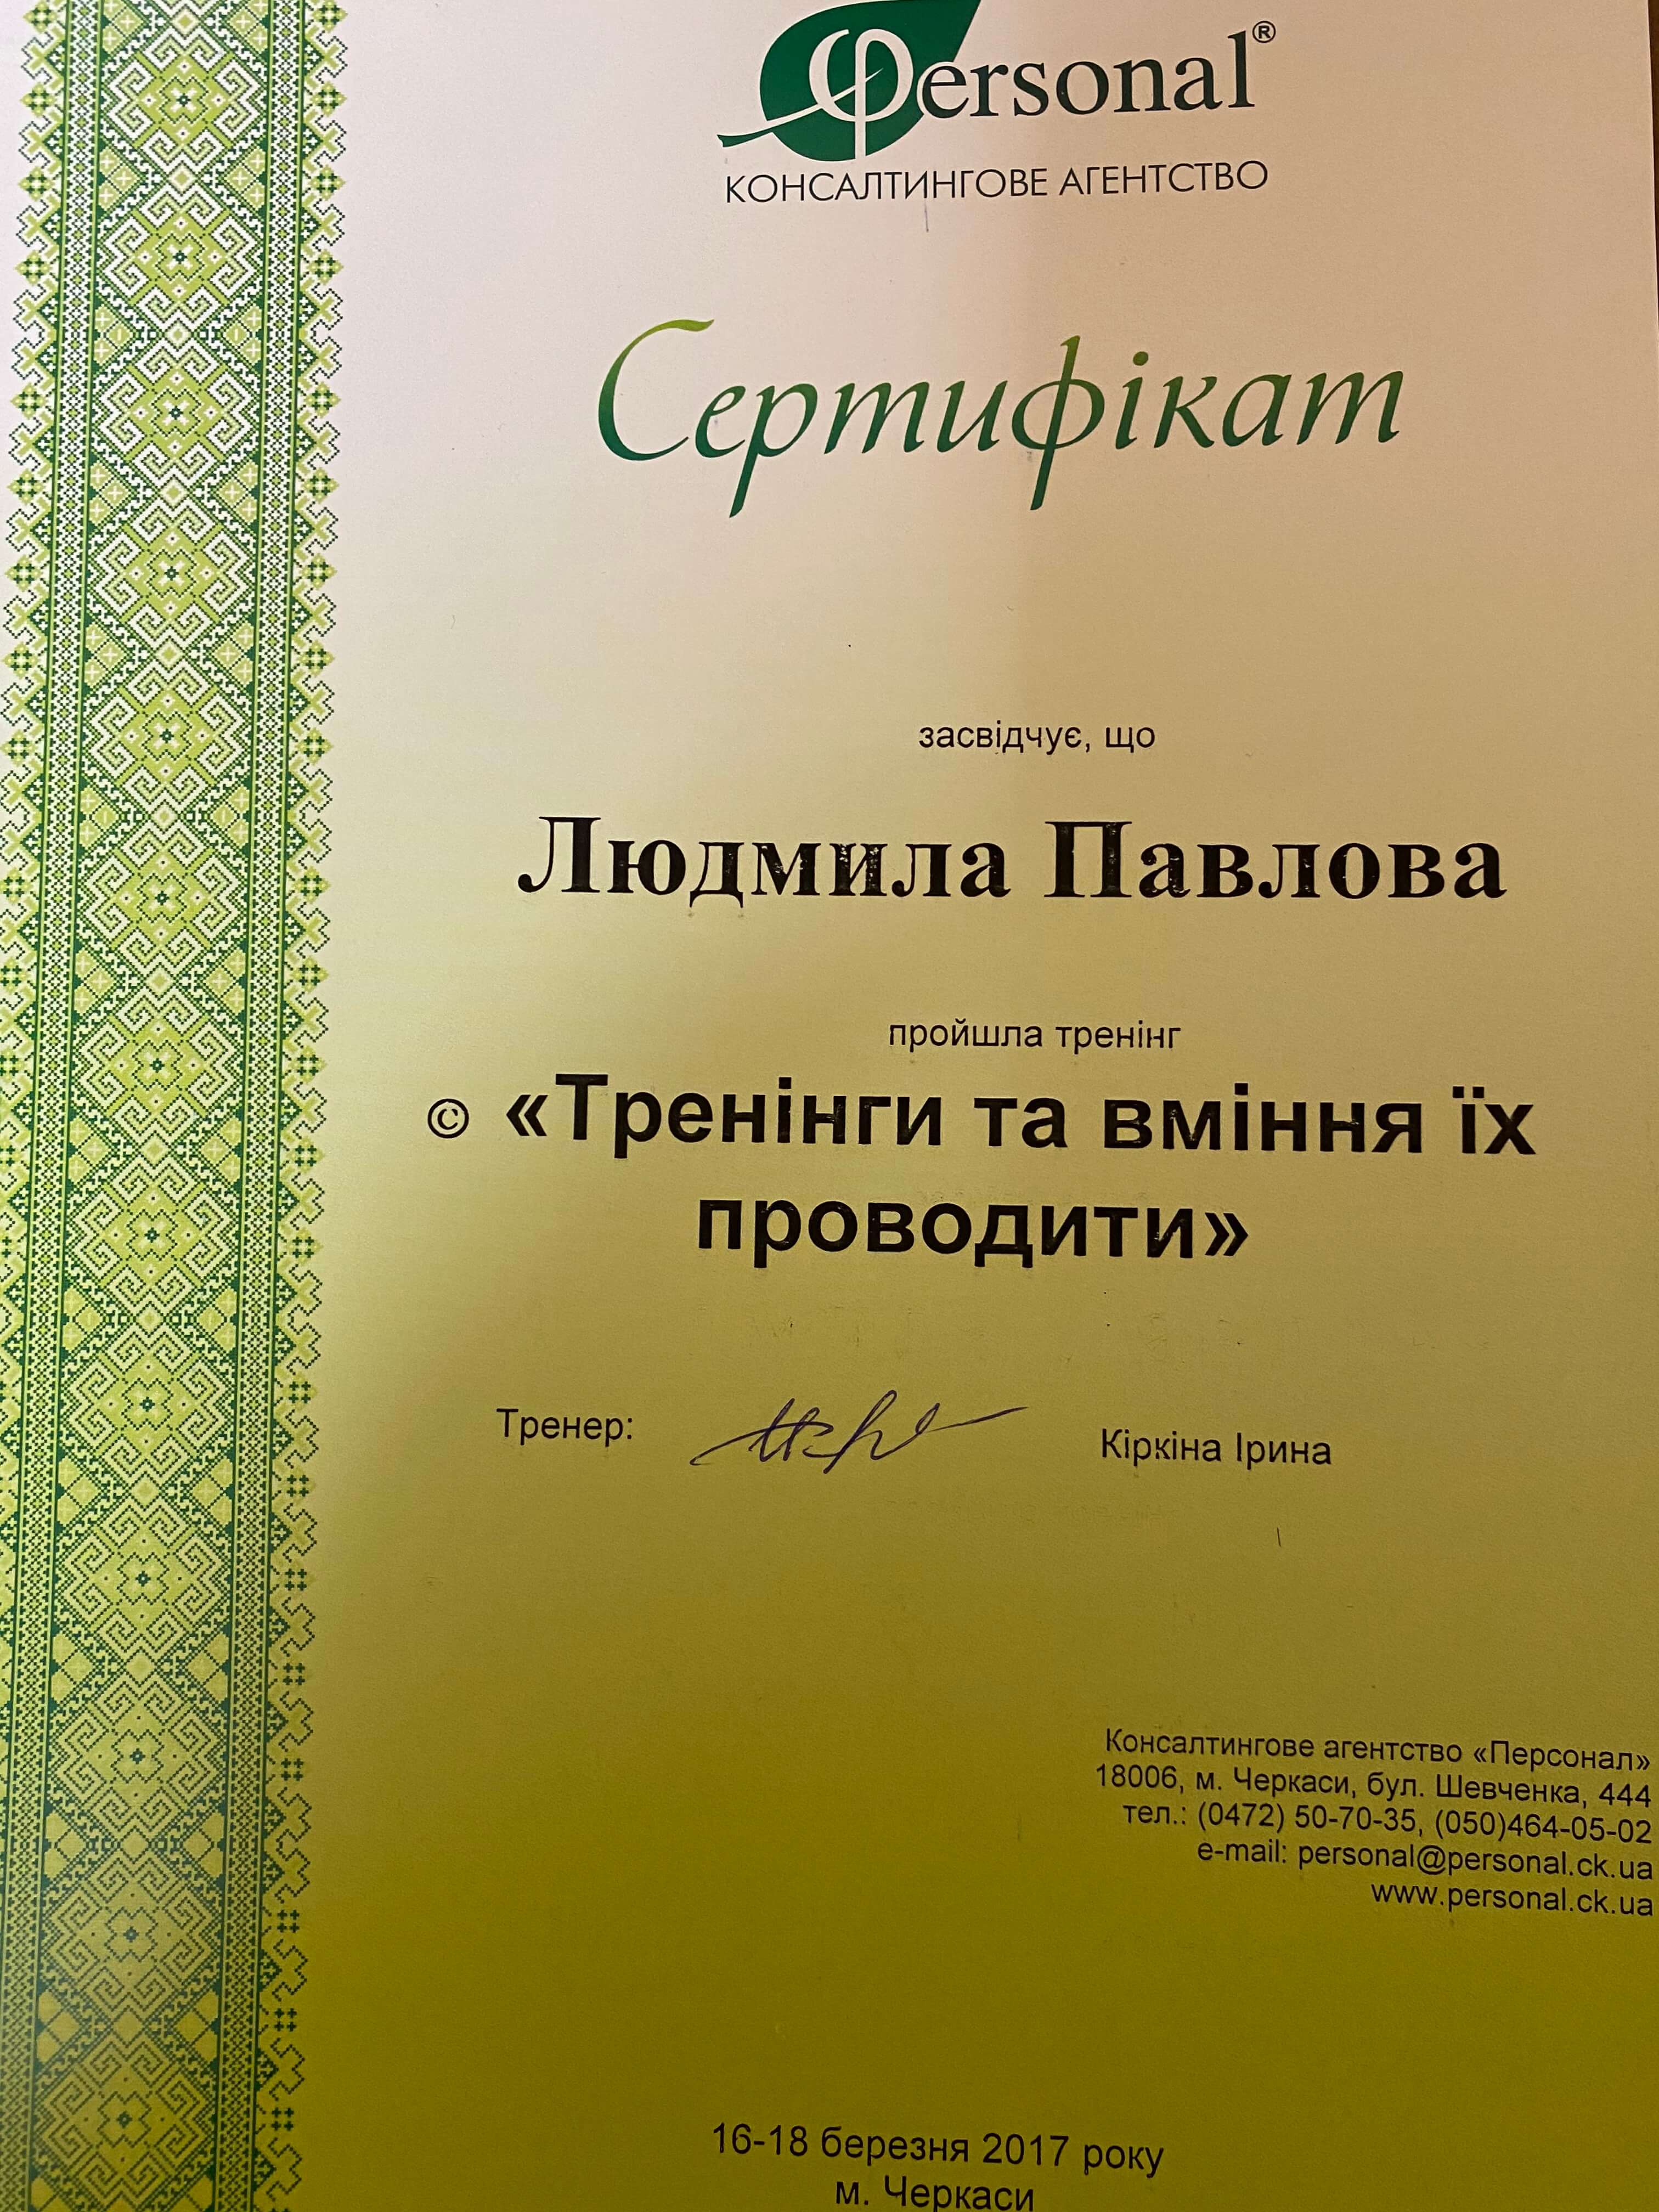 Personal®
КОНСАЛТИНГОВЕ АГЕНТСТВО
Сертифікат
засвідчує, що
Людмила Павлова
пройшла тренінг
© «Тренінги та вміння їх
проводити»
Тренер: Кіркіна Ірина
Консалтингове агентство «Персонал»
18006, м. Черкаси, бул. Шевченка, 444
тел.: (0472) 50-70-35, (050)464-05-02
e-mail: personal@personal.ck.ua
www.personal.ck.ua
16-18 березня 2017 року
м. Черкаси